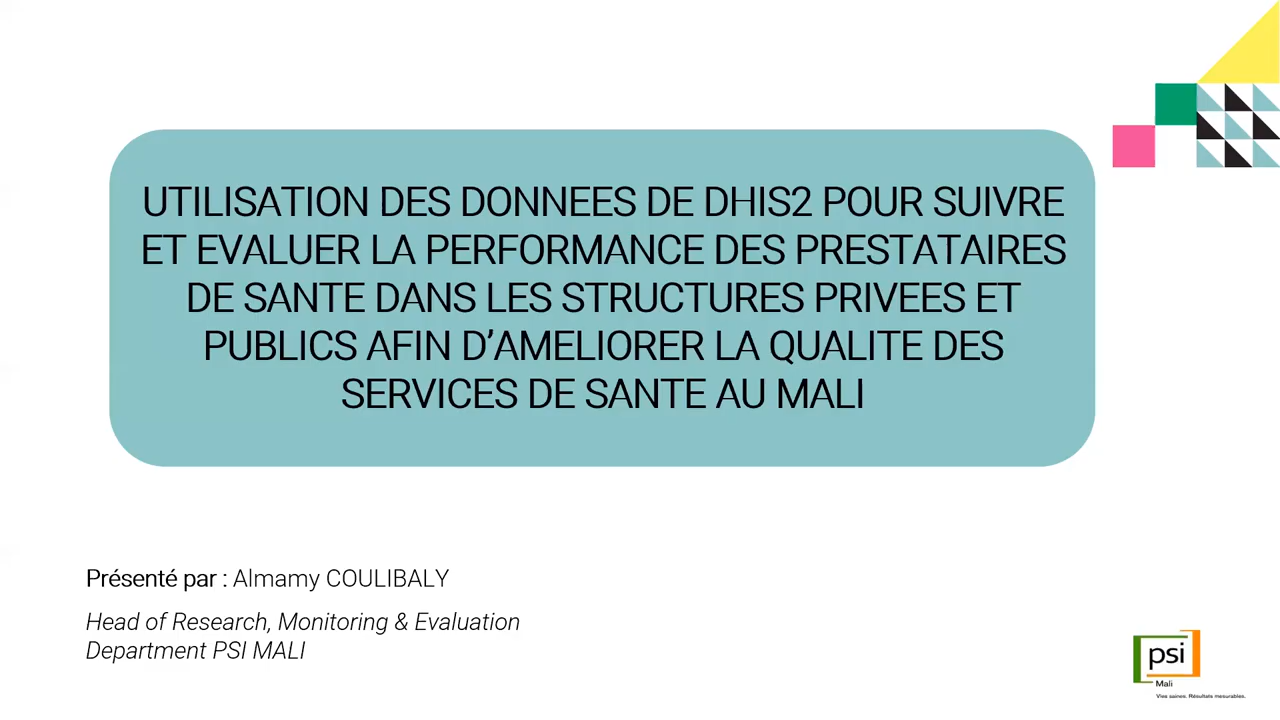 UTILISATION DES DONNEES DE DHIS2 POUR SUIVRE
ET EVALUER LA PERFORMANCE DES PRESTATAIRES
DE SANTE DANS LES STRUCTURES PRIVEES ET
PUBLICS AFIN D’AMELIORER LA QUALITE DES
SERVICES DE SANTE AU MALI
Présenté par : Almamy COULIBALY
Head of Research, Monitoring & Evaluation
Department PSI MALI
psi
Mali
Vies saines. Résultats mesurables.